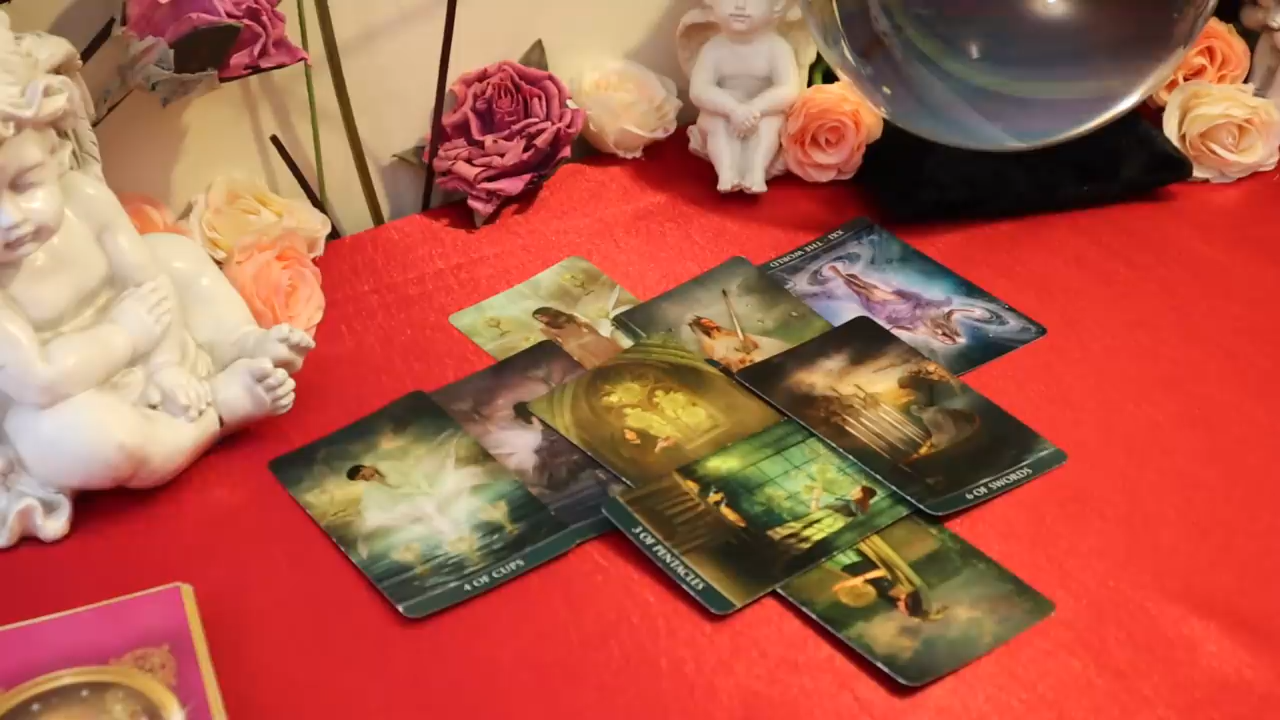 XXI - THE WORLD
6 OF SWORDS
4 OF CUPS
3 OF PENTACLES